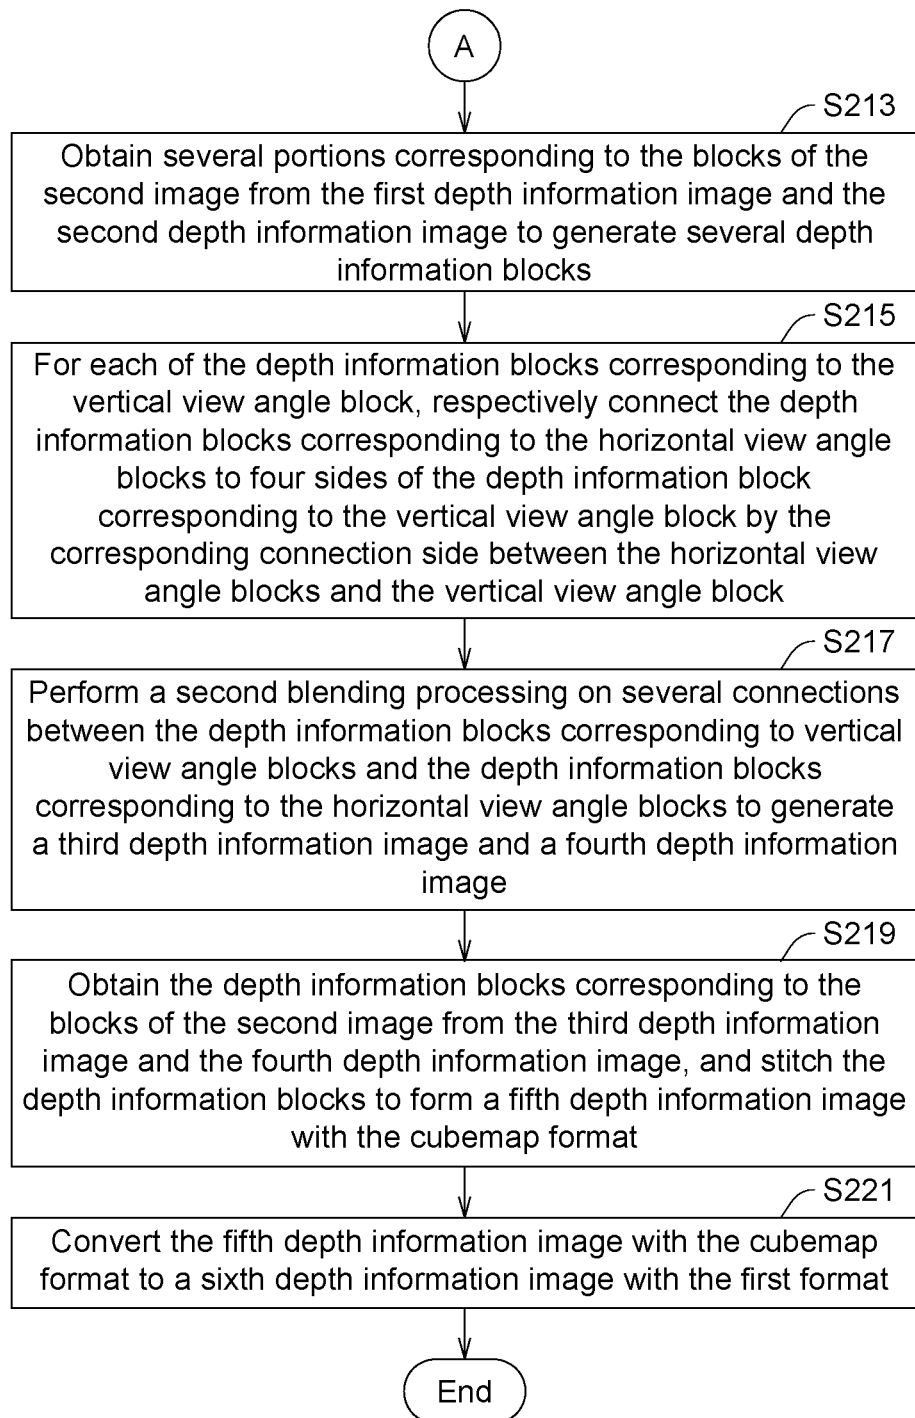 A
S213
Obtain several portions corresponding to the blocks of the
second image from the first depth information image and the
second depth information image to generate several depth
information blocks
S215
For each of the depth information blocks corresponding to the
vertical view angle block, respectively connect the depth
information blocks corresponding to the horizontal view angle
blocks to four sides of the depth information block
corresponding to the vertical view angle block by the
corresponding connection side between the horizontal view
angle blocks and the vertical view angle block
S217
Perform a second blending processing on several connections
between the depth information blocks corresponding to vertical
view angle blocks and the depth information blocks
corresponding to the horizontal view angle blocks to generate
a third depth information image and a fourth depth information
image
S219
Obtain the depth information blocks corresponding to the
blocks of the second image from the third depth information
image and the fourth depth information image, and stitch the
depth information blocks to form a fifth depth information image
with the cubemap format
S221
Convert the fifth depth information image with the cubemap
format to a sixth depth information image with the first format
End